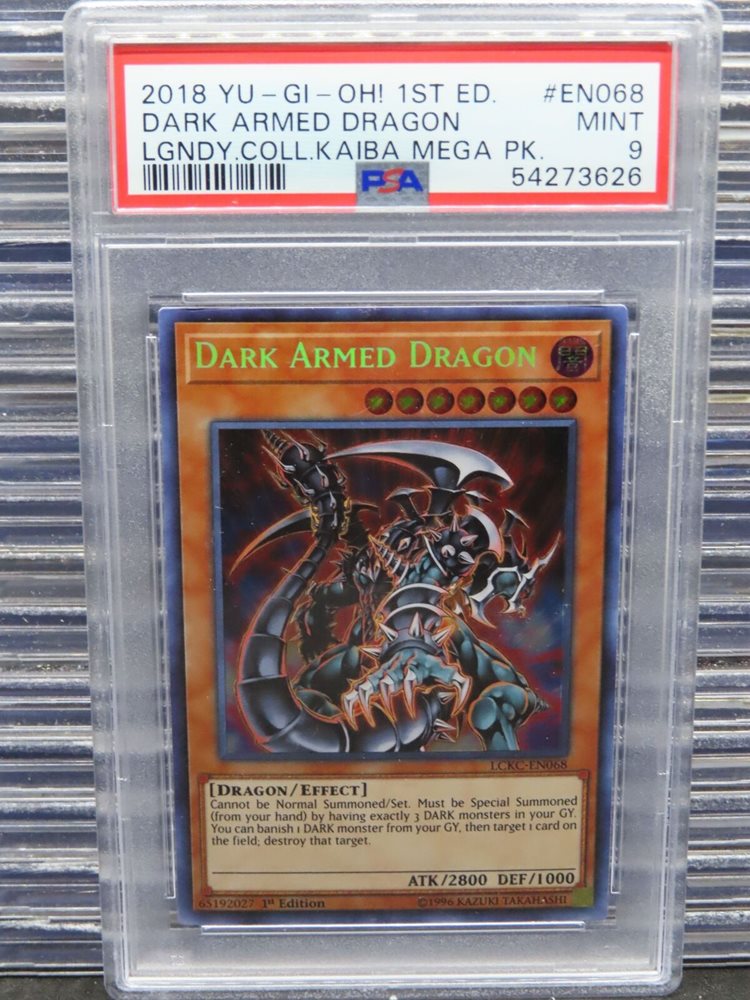 2018 YU-GI-OH! 1ST ED. #EN068
DARK ARMED DRAGON MINT
LGNDY.COLL.KAIBA MEGA PK. 9
PSA 54273626
DARK ARMED DRAGON
LCKC-EN068
[DRAGON/EFFECT]
Cannot be Normal Summoned/Set. Must be Special Summoned
(from your hand) by having exactly 3 DARK monsters in your GY.
You can banish 1 DARK monster from your GY, then target 1 card on
the field; destroy that target.
ATK/2800 DEF/1000
65192027 1st Edition ©1996 KAZUKI TAKAHASHI